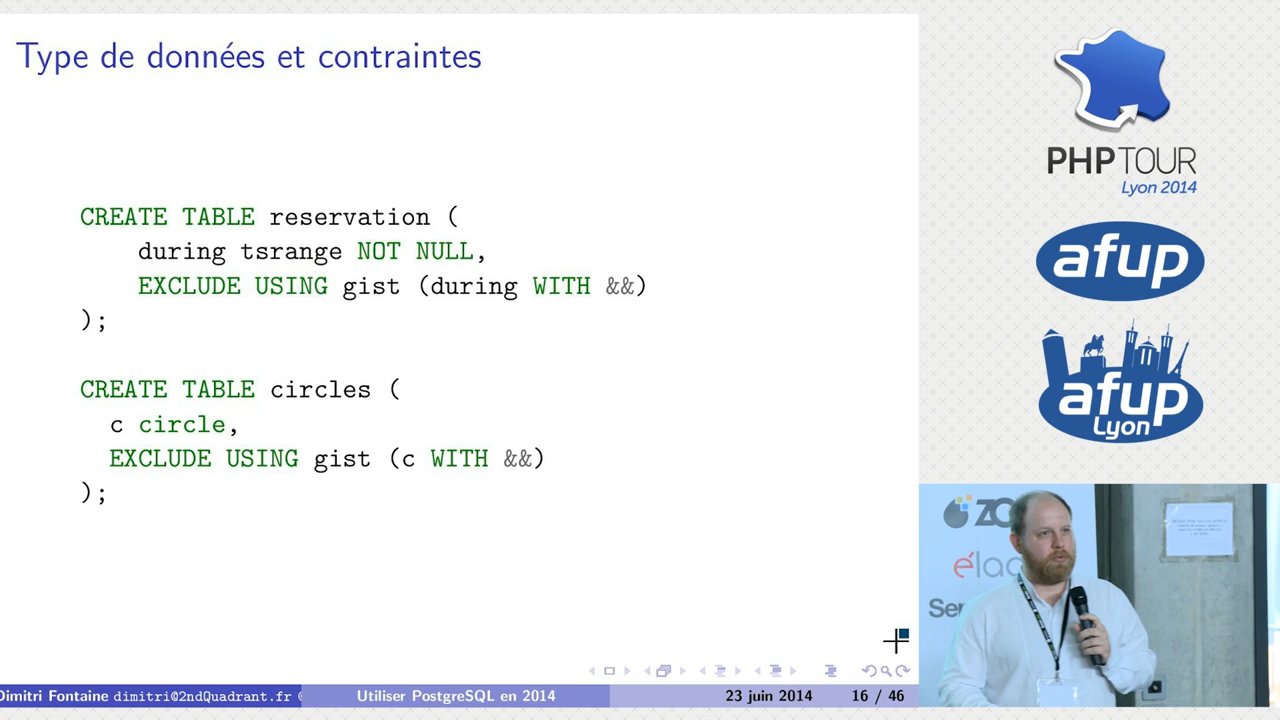 Type de données et contraintes
CREATE TABLE reservation (
during tsrange NOT NULL,
EXCLUDE USING gist (during WITH &&)
);
CREATE TABLE circles (
c circle,
EXCLUDE USING gist (c WITH &&)
);
Dimitri Fontaine dimitri@2ndQuadrant.fr
Utiliser PostgreSQL en 2014
23 juin 2014
16 / 46
PHPTOUR
Lyon 2014
afup
afup
Lyon